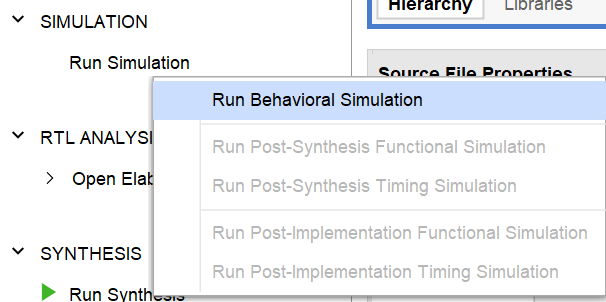 SIMULATION
Run Simulation
Hierarchy
Libraries
Source File Properties
Run Behavioral Simulation
Run Post-Synthesis Functional Simulation
Run Post-Synthesis Timing Simulation
Run Post-Implementation Functional Simulation
Run Post-Implementation Timing Simulation
RTL ANALYSI
Open Elab
SYNTHESIS
Run Synthesis